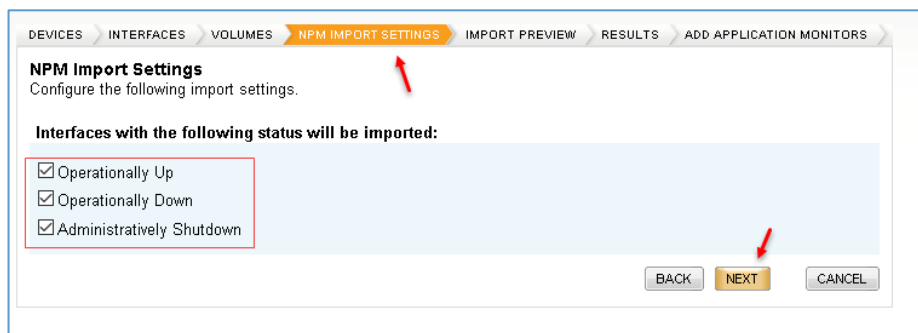 DEVICES INTERFACES VOLUMES NPM IMPORT SETTINGS IMPORT PREVIEW RESULTS ADD APPLICATION MONITORS
NPM Import Settings
Configure the following import settings.
Interfaces with the following status will be imported:
Operationally Up
Operationally Down
Administratively Shutdown
BACK NEXT CANCEL